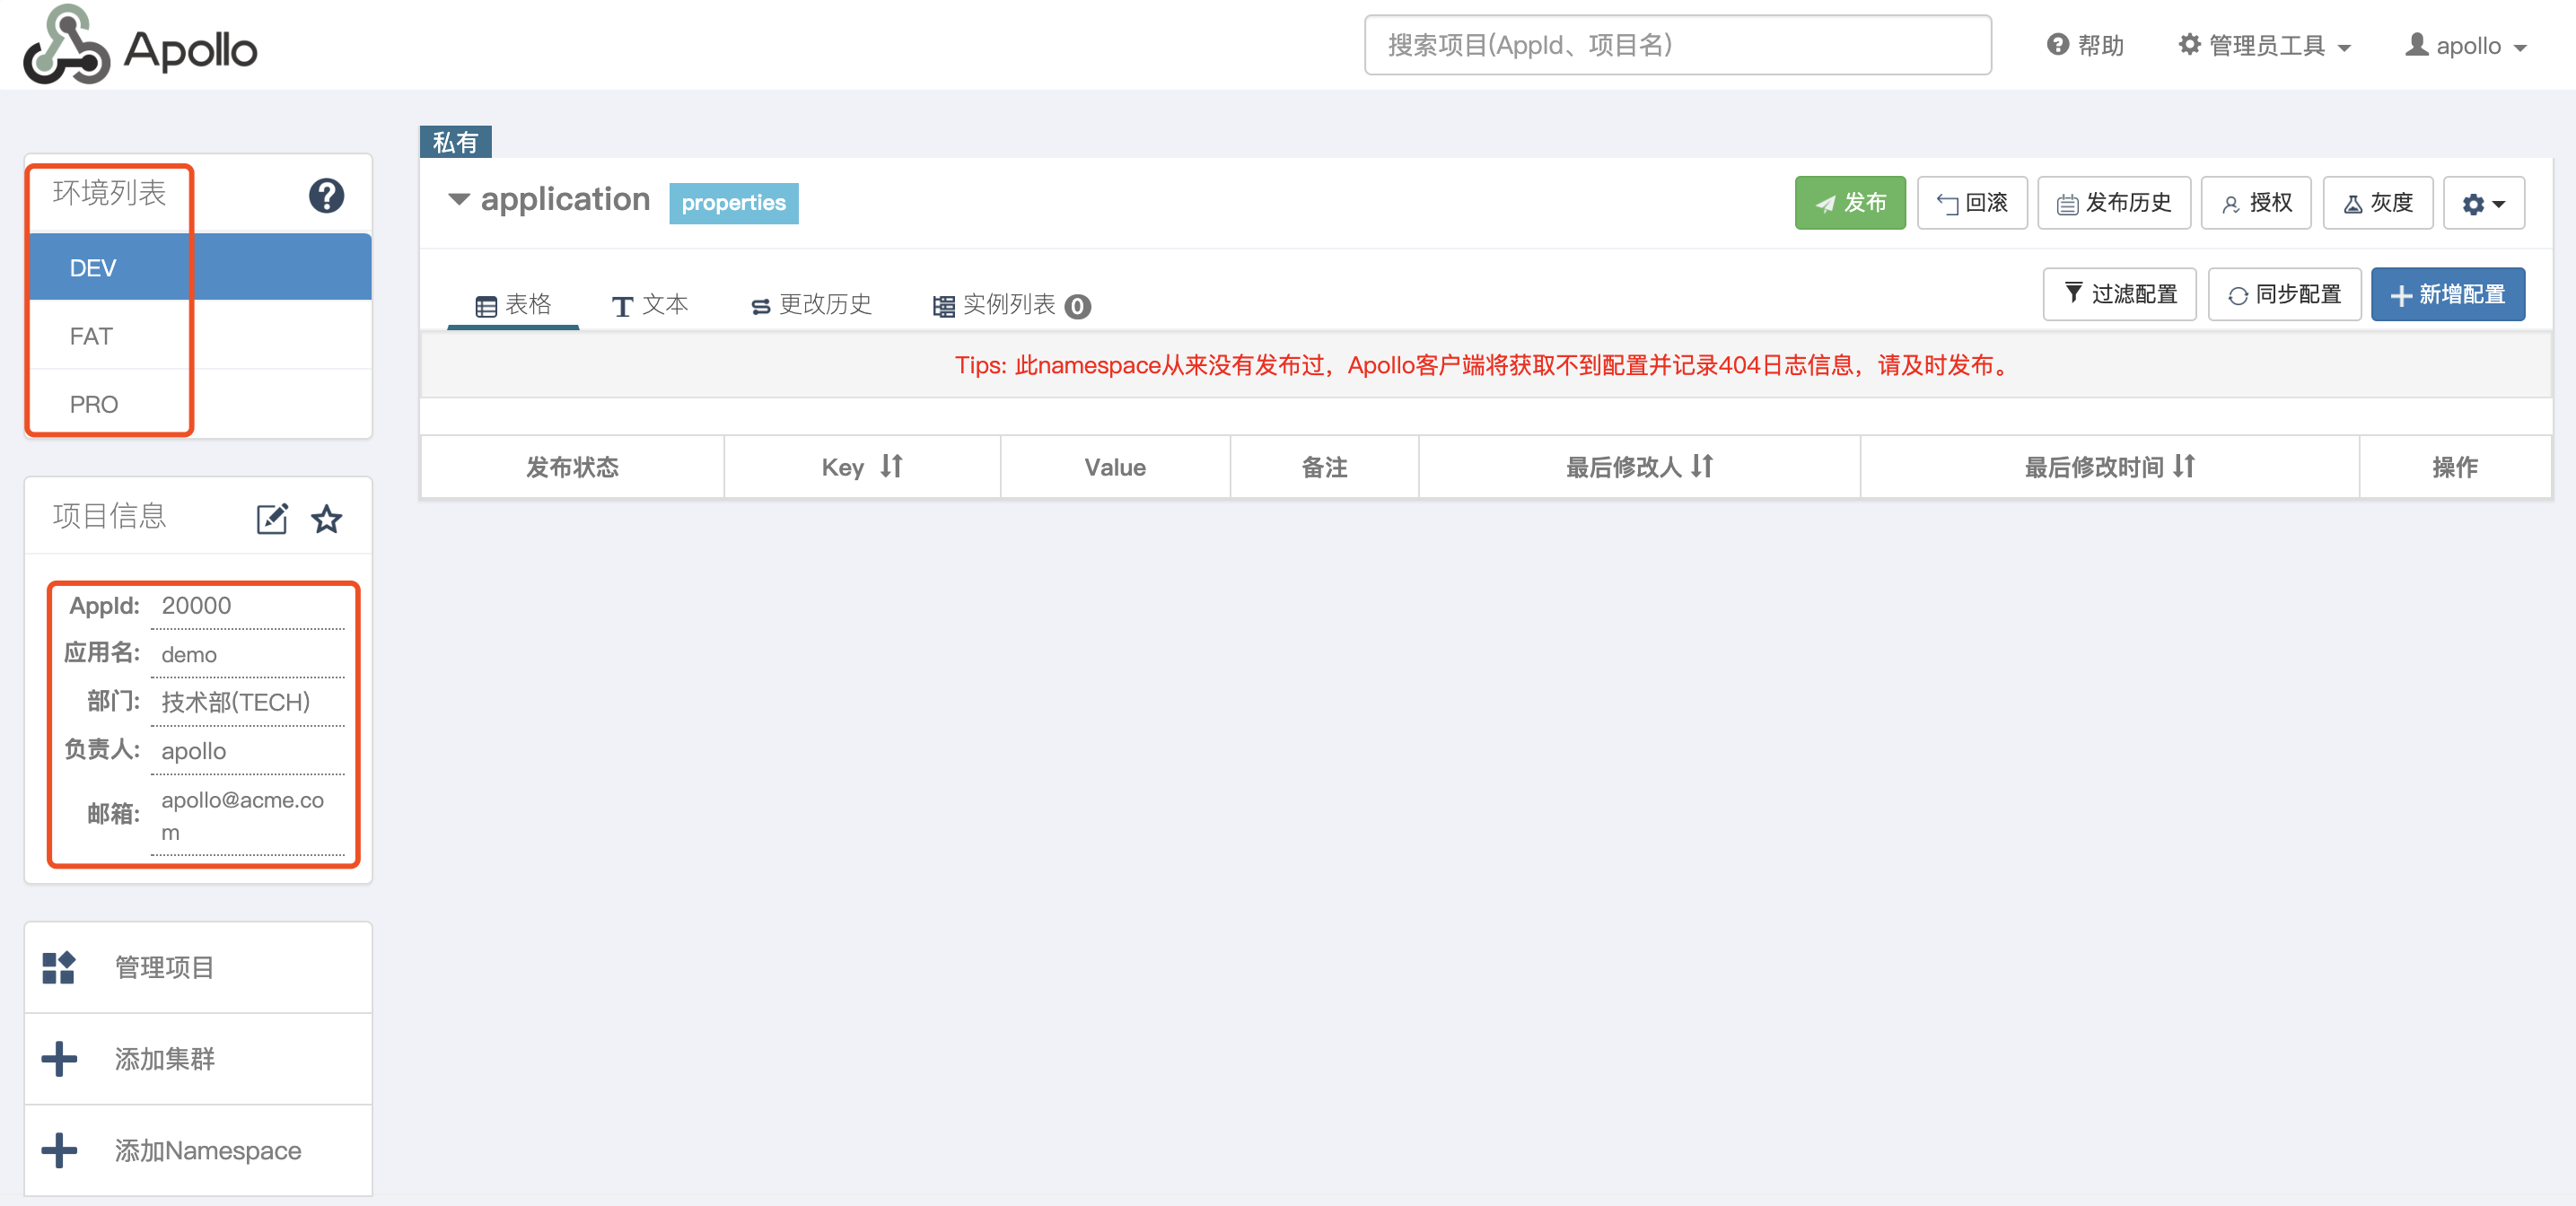 Apollo
搜索项目(AppId、项目名)
帮助
管理员工具
apollo
环境列表
DEV
FAT
PRO
项目信息
AppId: 20000
应用名: demo
部门: 技术部(TECH)
负责人: apollo
邮箱: apollo@acme.co
m
管理项目
添加集群
添加Namespace
私有
application properties
发布
回滚
发布历史
授权
灰度
表格
文本
更改历史
实例列表 0
过滤配置
同步配置
新增配置
Tips: 此namespace从来没有发布过，Apollo客户端将获取不到配置并记录404日志信息，请及时发布。
发布状态 Key Value 备注 最后修改人 最后修改时间 操作